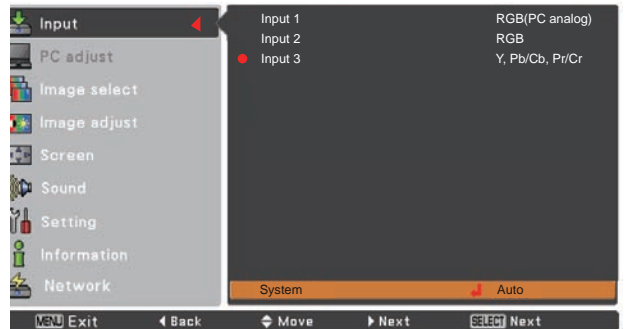 Input
PC adjust
Image select
Image adjust
Screen
Sound
Setting
Information
Network
Input 1 RGB(PC analog)
Input 2 RGB
Input 3 Y, Pb/Cb, Pr/Cr
System Auto
MENU Exit Back Move Next SELECT Next